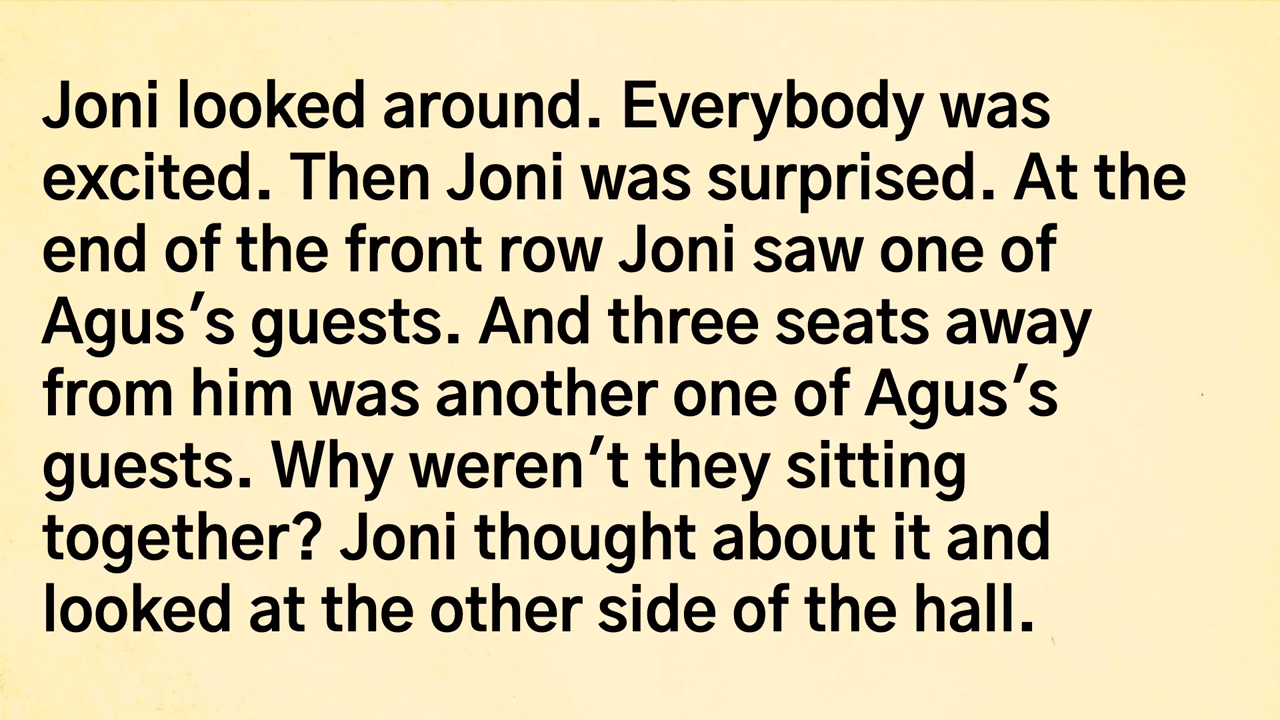 Joni looked around. Everybody was
excited. Then Joni was surprised. At the
end of the front row Joni saw one of
Agus's guests. And three seats away
from him was another one of Agus's
guests. Why weren't they sitting
together? Joni thought about it and
looked at the other side of the hall.